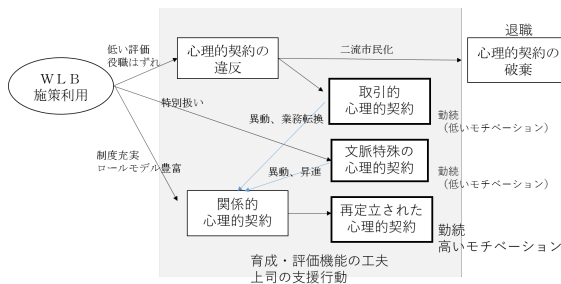 退職
低い評価
役職はずれ
心理的契約の
違反
二流市民化
心理的契約の
破棄
WLB
施策利用
取引的
心理的契約
特別扱い
異動、業務転換
勤続
（低いモチベーション）
文脈特殊の
心理的契約
制度充実
ロールモデル豊富
異動、昇進
勤続
（低いモチベーション）
関係的
心理的契約
再定立された
心理的契約
勤続
高いモチベーション
育成・評価機能の工夫
上司の支援行動